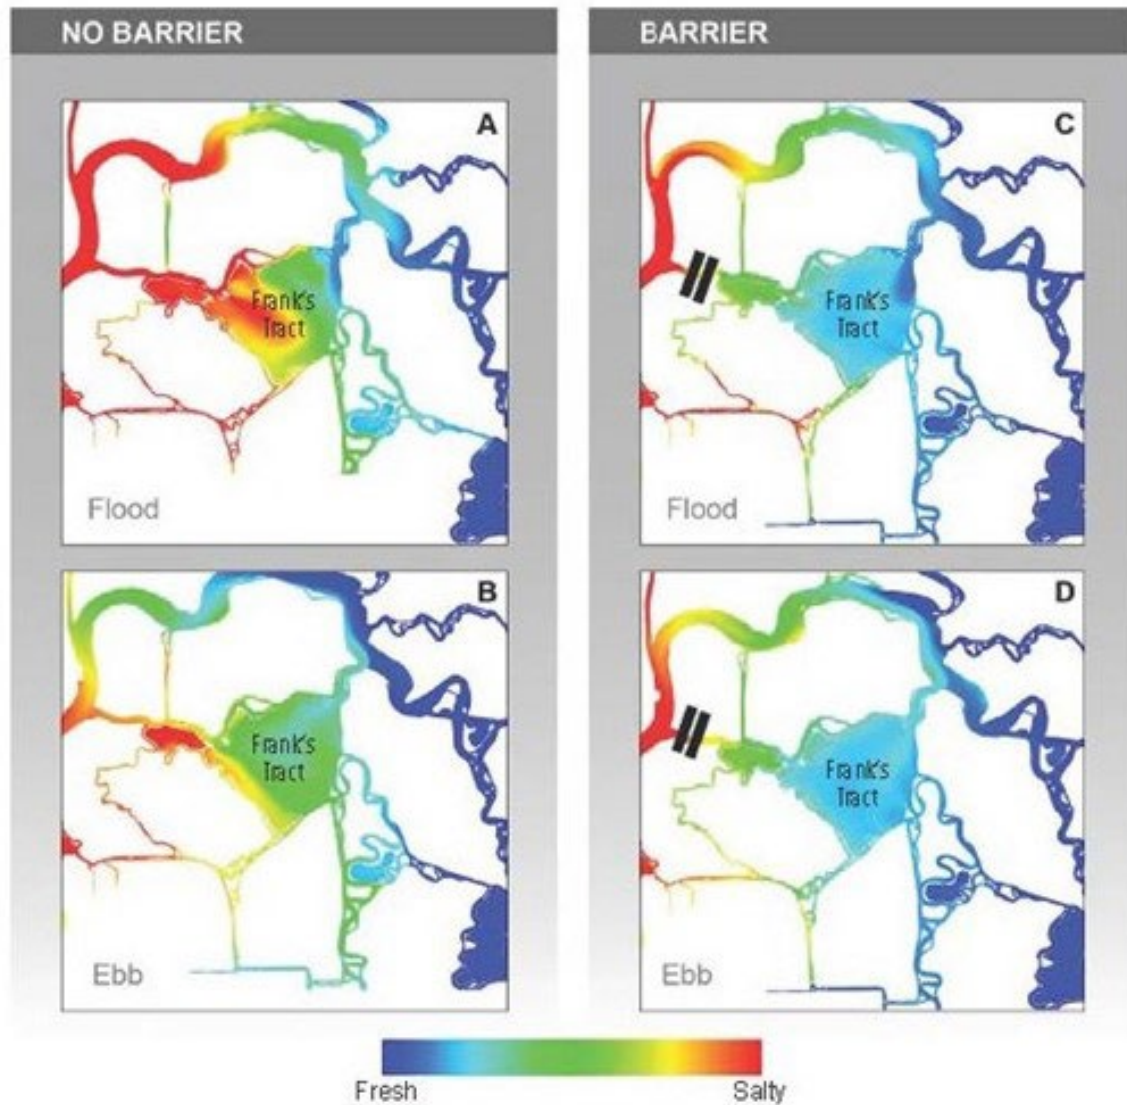 NO BARRIER
BARRIER
A
Frank's
Tract
Flood
C
Frank's
Tract
Flood
B
Frank's
Tract
Ebb
D
Frank's
Tract
Ebb
Fresh
Salty